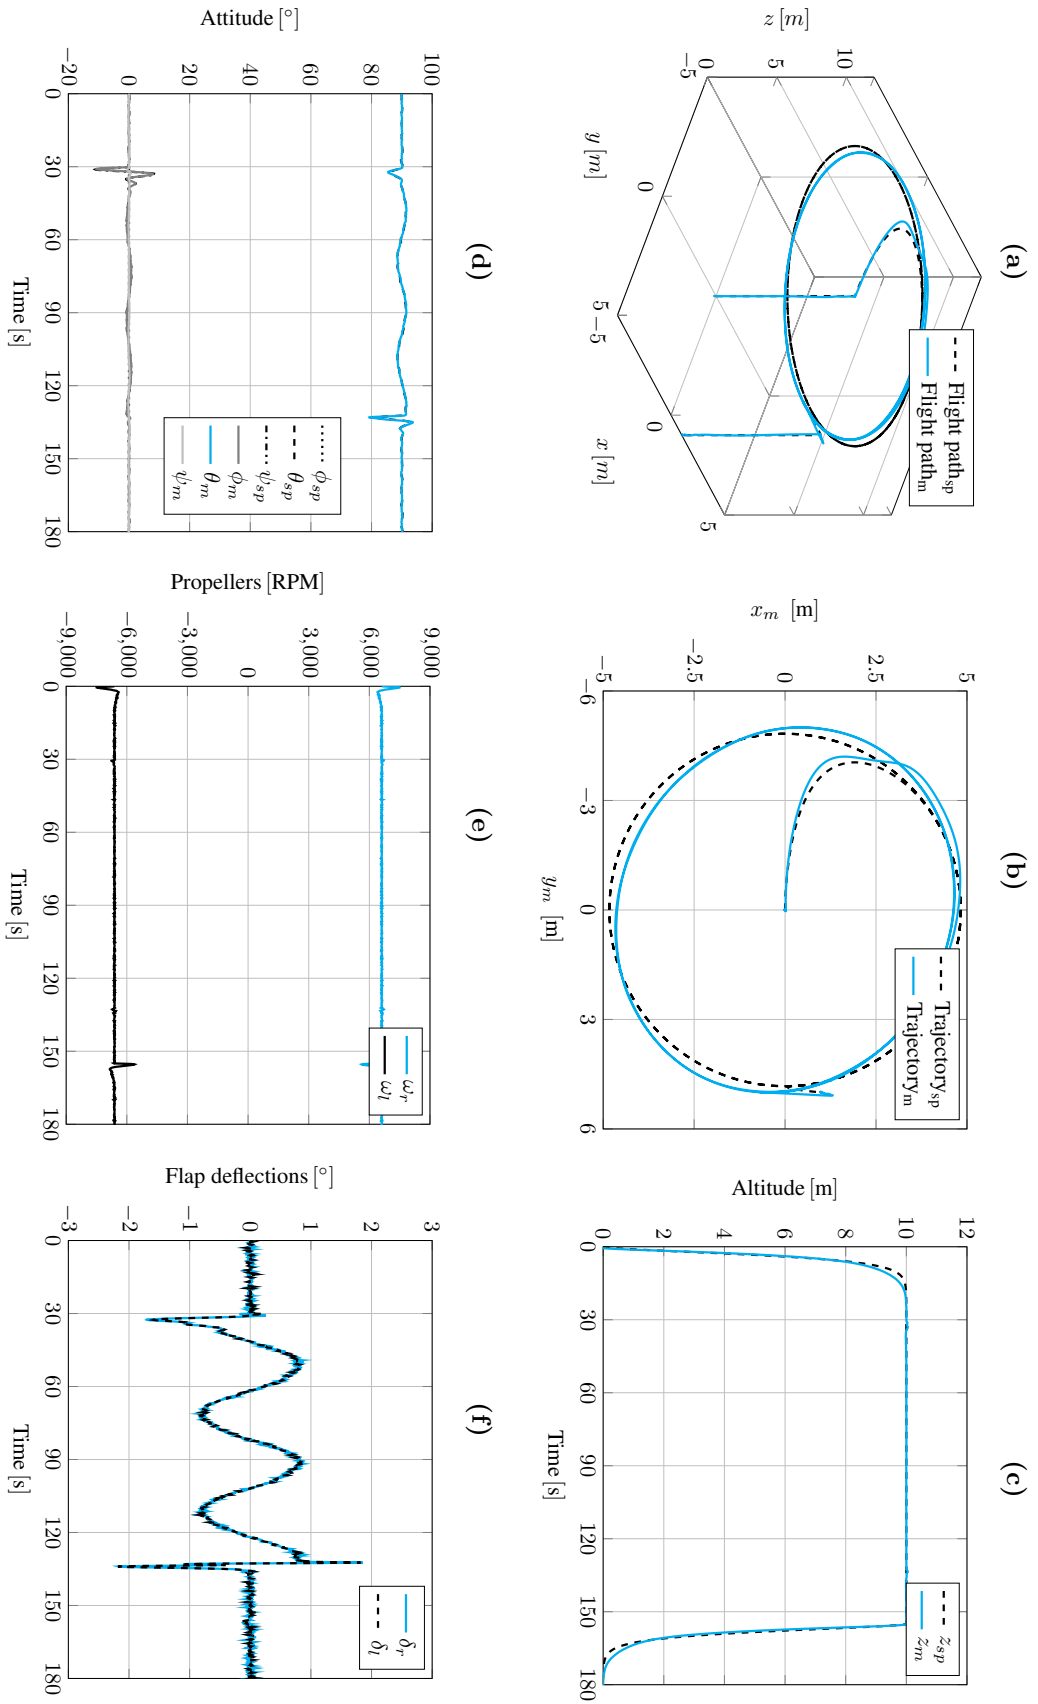 (a)
z [m]
10
5
0
−5
0
5
−5
0
5
y [m]
x [m]
Flight path_sp
Flight path_m
(b)
x_m [m]
5
2.5
0
−2.5
−5
−6
−3
0
3
6
y_m [m]
Trajectory_sp
Trajectory_m
(c)
Altitude [m]
12
10
8
6
4
2
0
0
30
60
90
120
150
180
Time [s]
z_sp
z_m
(d)
Attitude [°]
100
80
60
40
20
0
−20
0
30
60
90
120
150
180
Time [s]
ϕ_sp
θ_sp
ψ_sp
ϕ_m
θ_m
ψ_m
(e)
Propellers [RPM]
9,000
6,000
3,000
0
−3,000
−6,000
−9,000
0
30
60
90
120
150
180
Time [s]
ω_r
ω_l
(f)
Flap deflections [°]
3
2
1
0
−1
−2
−3
0
30
60
90
120
150
180
Time [s]
δ_r
δ_l